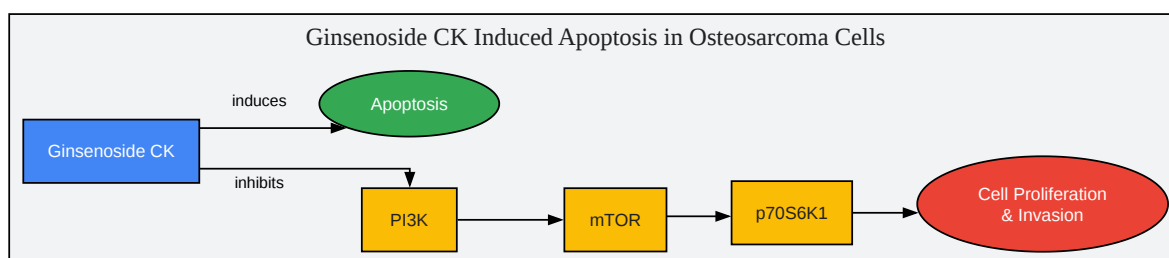 Ginsenoside CK Induced Apoptosis in Osteosarcoma Cells
induces
Apoptosis
Ginsenoside CK
inhibits
PI3K
mTOR
p70S6K1
Cell Proliferation
& Invasion